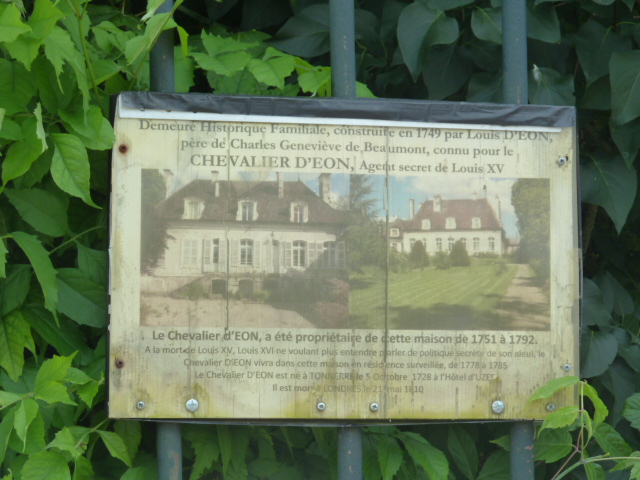 Demeure Historique Familiale, construite en 1749 par Louis D'EON,
père de Charles Geneviève de Beaumont, connu pour le
CHEVALIER D'EON, Agent secret de Louis XV
Le Chevalier d'EON, a été propriétaire de cette maison de 1751 à 1792.
A la mort de Louis XV, Louis XVI ne voulant plus entendre parler de politique secrète de son aïeul, le
Chevalier D'EON vivra dans cette maison en résidence surveillée, de 1778 à 1785
Le Chevalier D'EON est né à TONNERRE le 5 Octobre 1728 à l'Hôtel d'UZES
Il est mort à LONDRES le 21 mai 1810